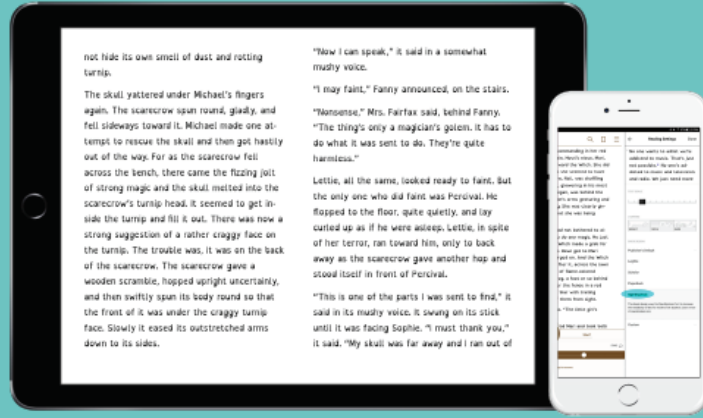 not hide its own smell of dust and rotting
turnip.
The skull yattered under Michael's fingers
again. The scarecrow spun round, gladly, and
fell sideways toward it. Michael made one at-
tempt to rescue the skull and then got hastily
out of the way. For as the scarecrow fell
across the bench, there came the fizzing jolt
of strong magic and the skull melted into the
scarecrow's turnip head. It seemed to get in-
side the turnip and fill it out. There was now a
strong suggestion of a rather craggy face on
the turnip. The trouble was, it was on the back
of the scarecrow. The scarecrow gave a
wooden scramble, hopped upright uncertainly,
and then swiftly spun its body round so that
the front of it was under the craggy turnip
face. Slowly it eased its outstretched arms
down to its sides.
"Now I can speak," it said in a somewhat
mushy voice.
"I may faint," Fanny announced, on the stairs.
"Nonsense," Mrs. Fairfax said, behind Fanny.
"The thing's only a magician's golem. It has to
do what it was sent to do. They're quite
harmless."
Lettie, all the same, looked ready to faint. But
the only one who did faint was Percival. He
flopped to the floor, quite quietly, and lay
curled up as if he were asleep. Lettie, in spite
of her terror, ran toward him, only to back
away as the scarecrow gave another hop and
stood itself in front of Percival.
"This is one of the parts I was sent to find," it
said in its mushy voice. It swung on its stick
until it was facing Sophie. "I must thank you,"
it said. "My skull was far away and I ran out of
Reading Settings